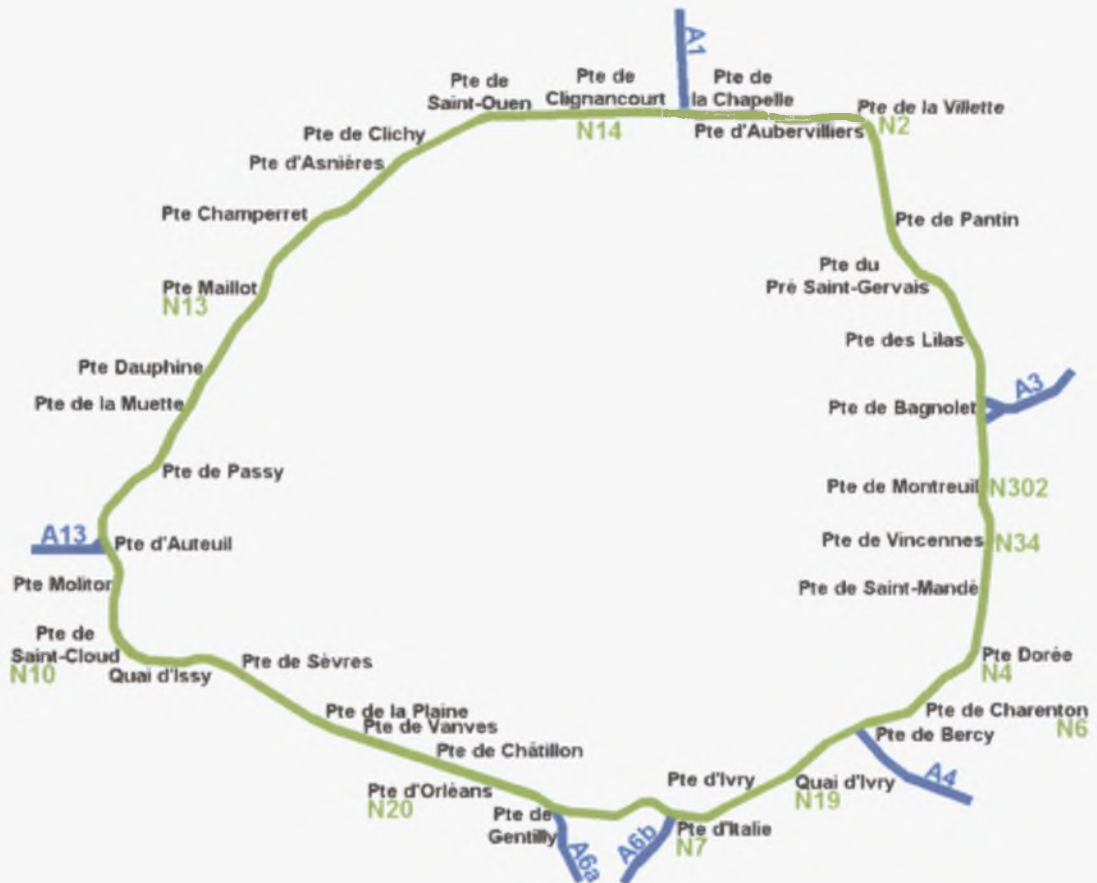 A1
Pte de
Saint-Ouen
Pte de
Clignancourt
N14
Pte de
la Chapelle
Pte d'Aubervilliers
Pte de la Villette
N2
Pte de Clichy
Pte d'Asnières
Pte Champerret
Pte de Pantin
Pte du
Pré Saint-Gervais
Pte Maillot
N13
Pte des Lilas
Pte Dauphine
Pte de la Muette
A3
Pte de Bagnolet
Pte de Passy
Pte de Montreuil
N302
A13
Pte d'Auteuil
Pte de Vincennes
N34
Pte Molitor
Pte de Saint-Mandé
Pte de
Saint-Cloud
N10
Quai d'Issy
Pte de Sèvres
Pte Dorée
N4
Pte de la Plaine
Pte de Vanves
Pte de Charenton
N6
Pte de Bercy
Pte de Châtillon
A4
Pte d'Orléans
N20
Pte d'Ivry
Quai d'Ivry
N19
Pte de
Gentilly
A6a
A6b
Pte d'Italie
N7